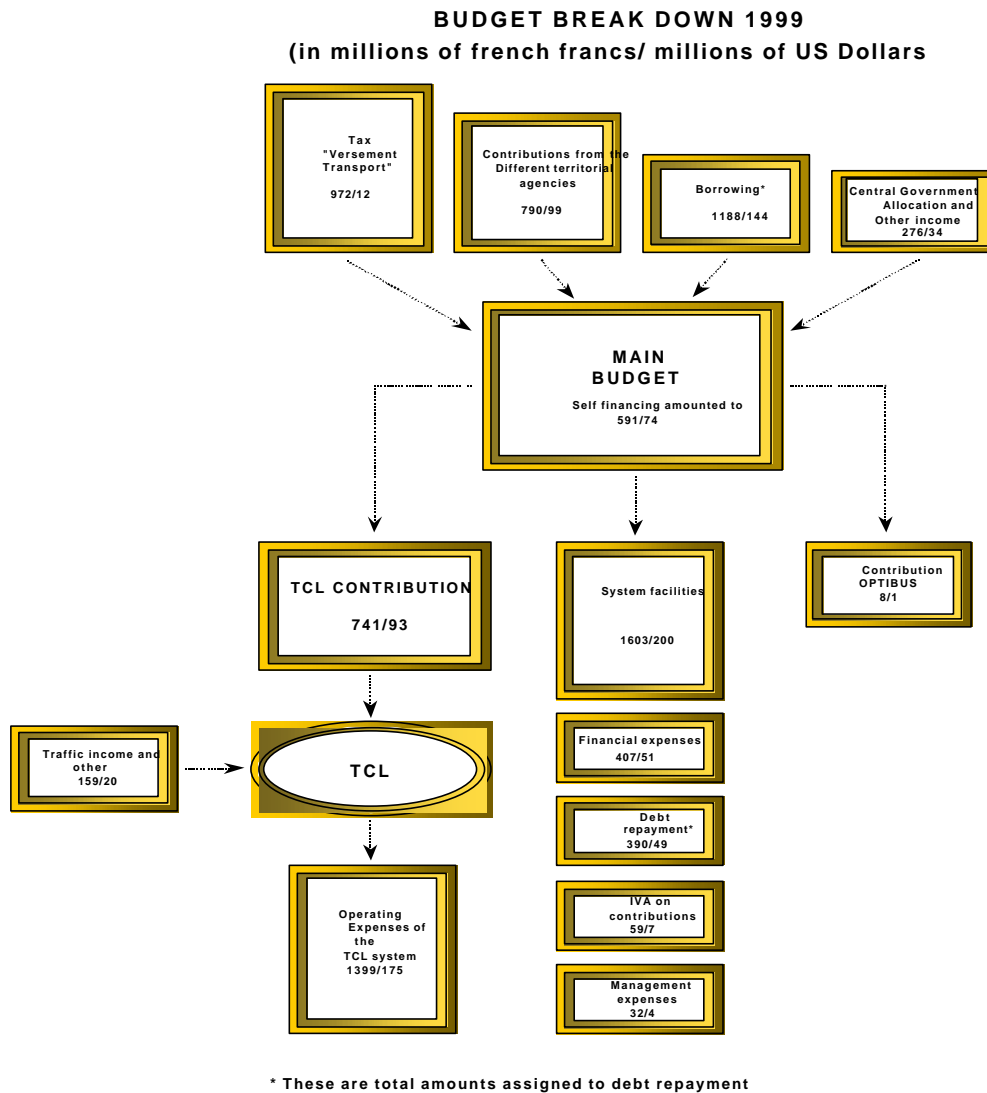 BUDGET BREAK DOWN 1999
(in millions of french francs/ millions of US Dollars
Tax
"Versement
Transport"
972/12
Contributions from the
Different territorial
agencies
790/99
Borrowing*
1188/144
Central Government
Allocation and
Other income
276/34
MAIN
BUDGET
Self financing amounted to
591/74
TCL CONTRIBUTION
741/93
System facilities
1603/200
Contribution
OPTIBUS
8/1
Traffic income and
other
159/20
TCL
Financial expenses
407/51
Debt
repayment*
390/49
Operating
Expenses of
the
TCL system
1399/175
IVA on
contributions
59/7
Management
expenses
32/4
* These are total amounts assigned to debt repayment